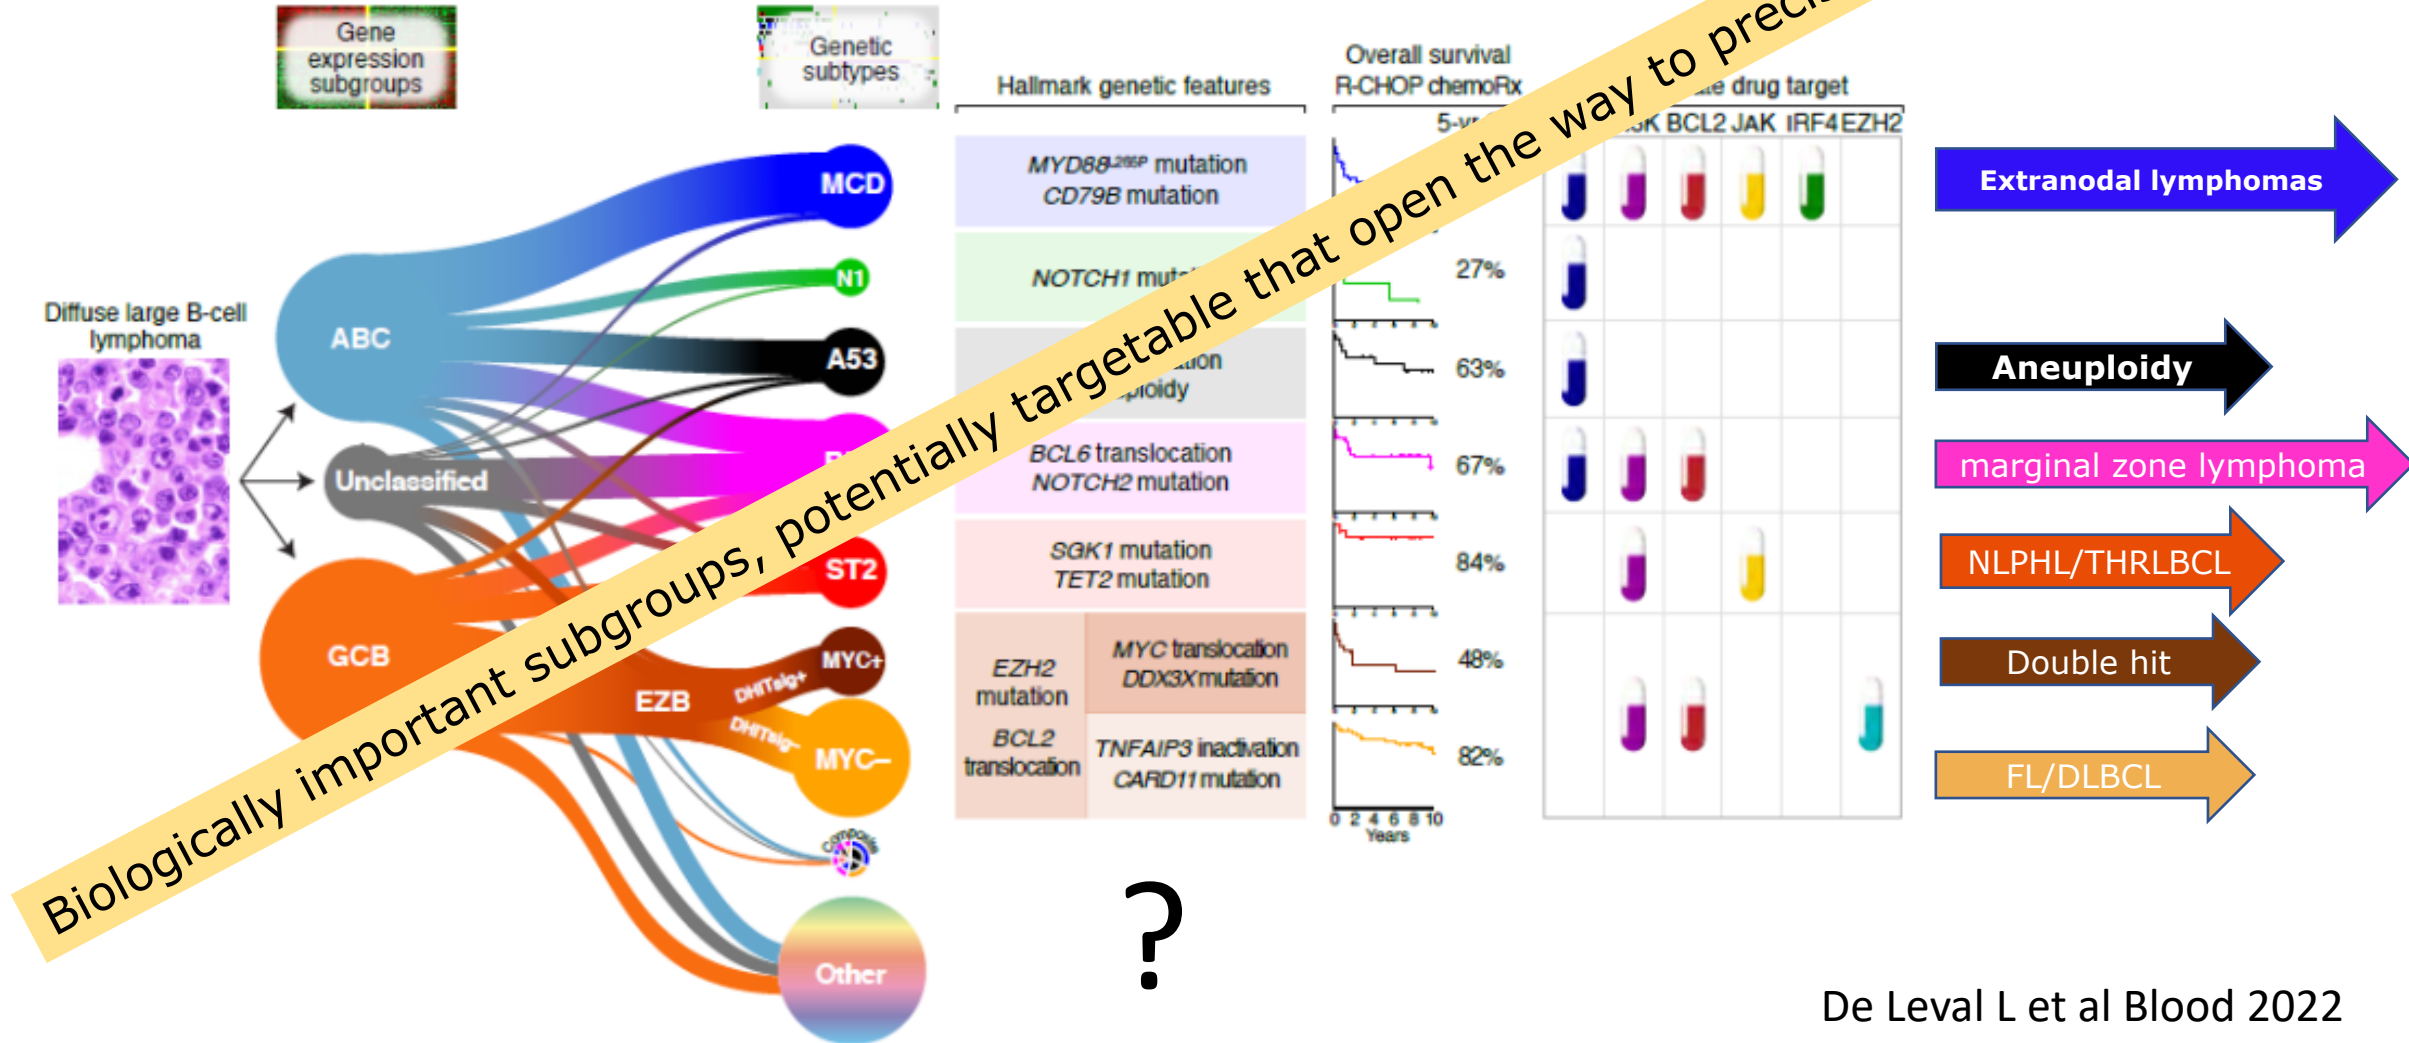 Gene
expression
subgroups
Genetic
subtypes
Hallmark genetic features
Overall survival
R-CHOP chemoRx
drug target
BCL2 JAK IRF4 EZH2
Diffuse large B-cell
lymphoma
ABC
Unclassified
GCB
EZB
DHITsig+
DHITsig–
MCD
N1
A53
ST2
MYC+
MYC–
Composite
Other
MYD88L265P mutation
CD79B mutation
NOTCH1
BCL6 translocation
NOTCH2 mutation
SGK1 mutation
TET2 mutation
EZH2
mutation
BCL2
translocation
MYC translocation
DDX3X mutation
TNFAIP3 inactivation
CARD11 mutation
27%
63%
67%
84%
48%
82%
0 2 4 6 8 10
Years
Extranodal lymphomas
Aneuploidy
marginal zone lymphoma
NLPHL/THRLBCL
Double hit
FL/DLBCL
Biologically important subgroups, potentially targetable that open the way to
?
De Leval L et al Blood 2022